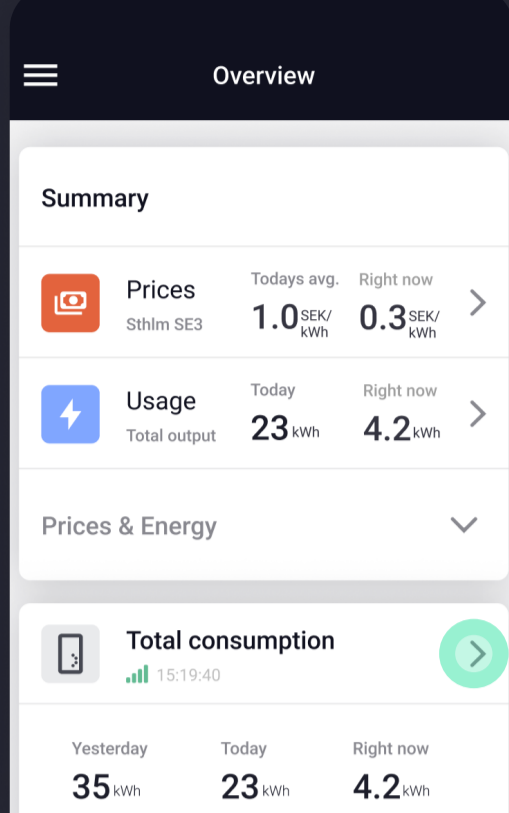 Overview
Summary
Todays avg. Right now
Prices 1.0 SEK/kWh 0.3 SEK/kWh
Sthlm SE3
Today Right now
Usage 23 kWh 4.2 kWh
Total output
Prices & Energy
Total consumption
15:19:40
Yesterday Today Right now
35 kWh 23 kWh 4.2 kWh